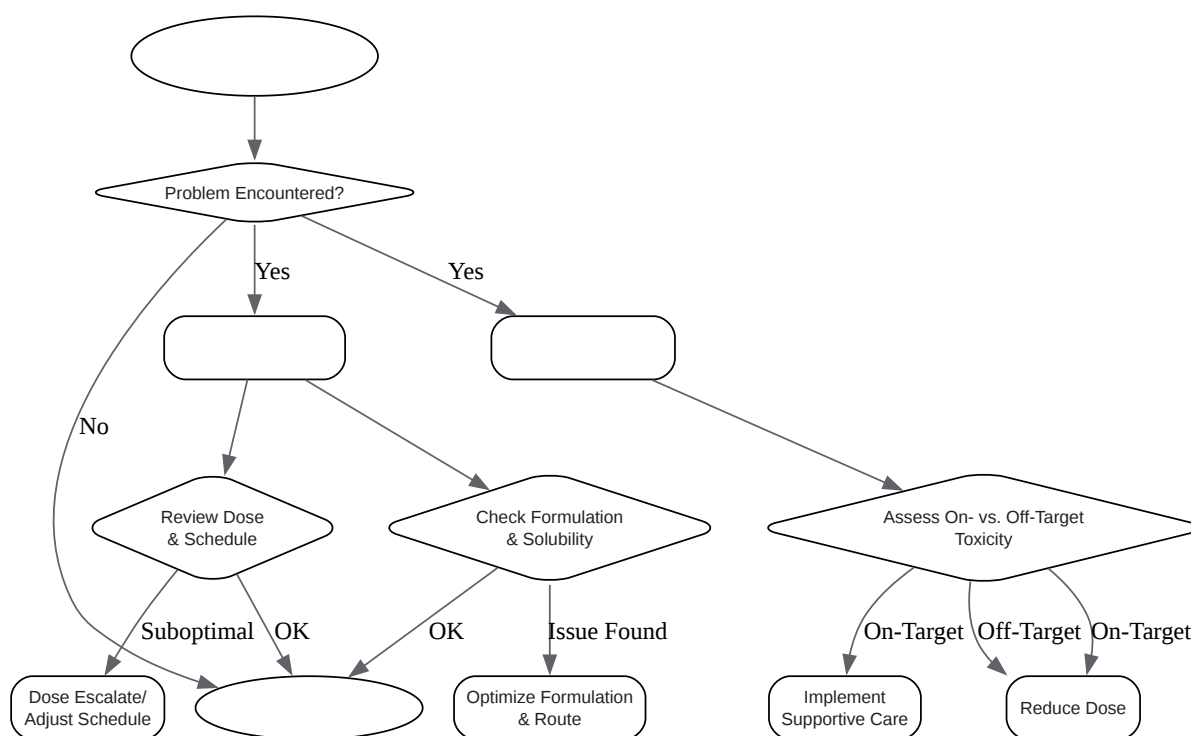 Problem Encountered?
Yes
Yes
No
Review Dose
& Schedule
Check Formulation
& Solubility
Assess On- vs. Off-Target
Toxicity
Suboptimal
OK
OK
Issue Found
On-Target
Off-Target
On-Target
Dose Escalate/
Adjust Schedule
Optimize Formulation
& Route
Implement
Supportive Care
Reduce Dose